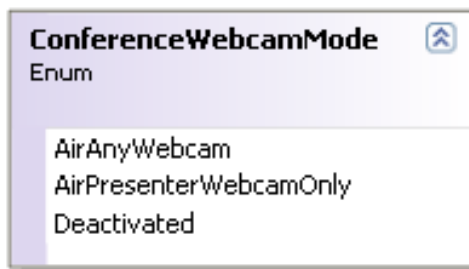 ConferenceWebcamMode
Enum
AirAnyWebcam
AirPresenterWebcamOnly
Deactivated